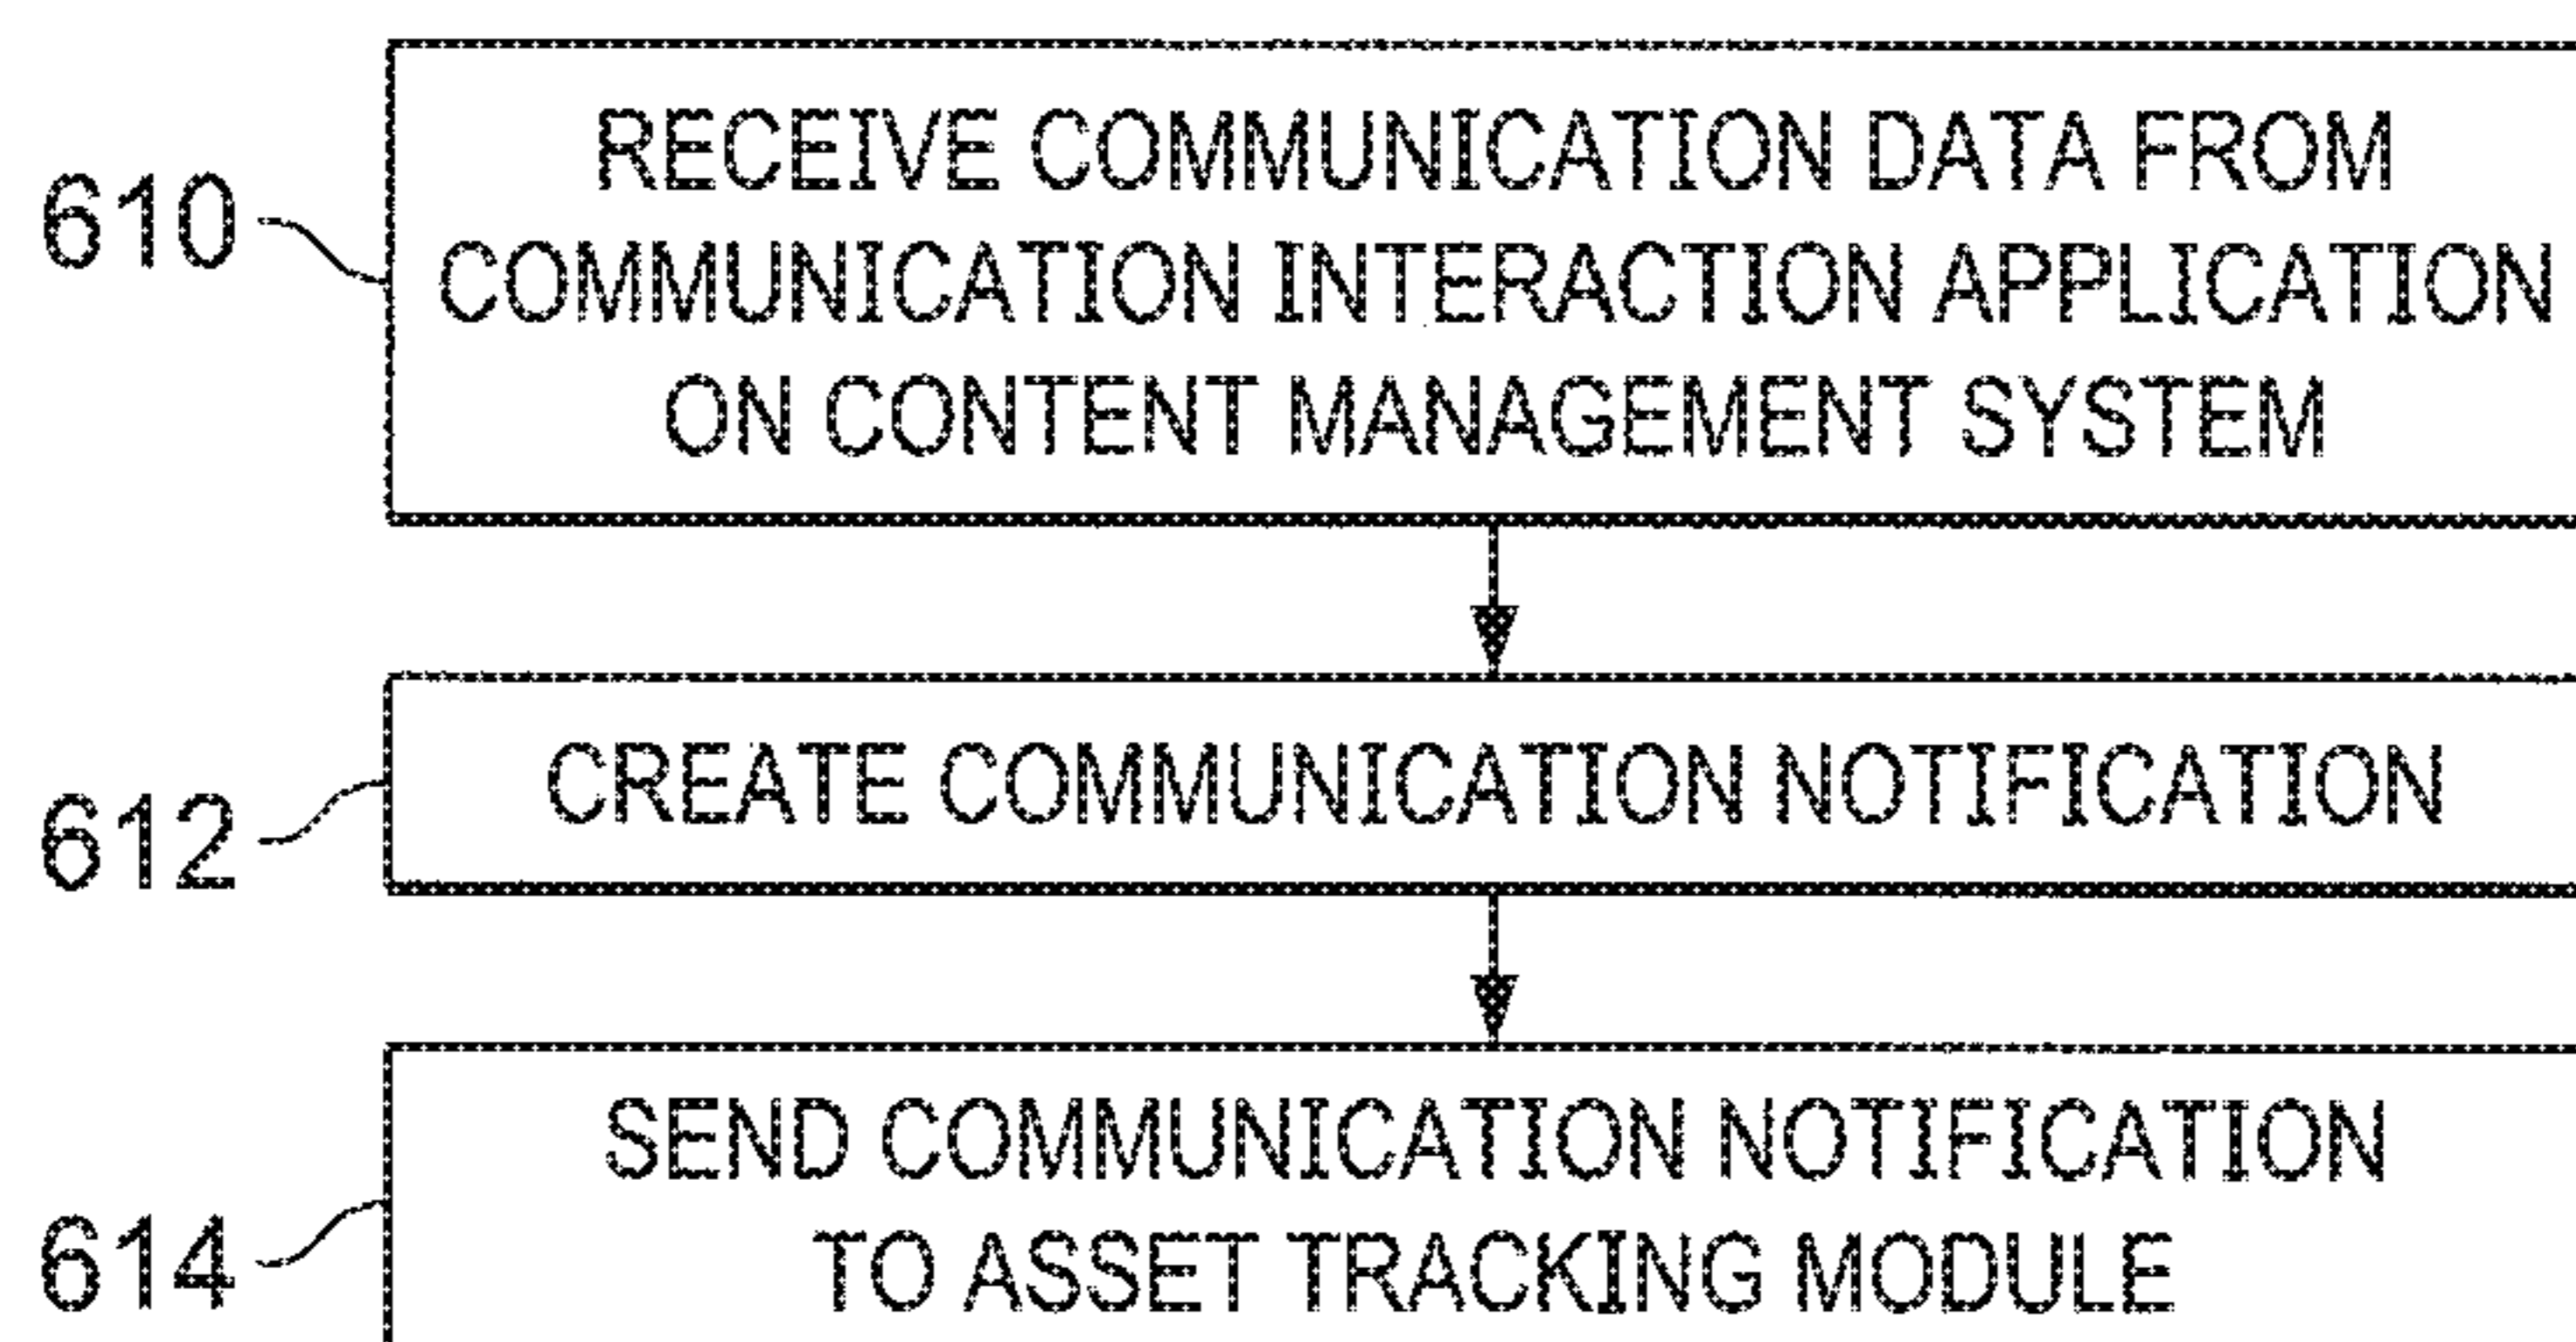 610
RECEIVE COMMUNICATION DATA FROM
COMMUNICATION INTERACTION APPLICATION
ON CONTENT MANAGEMENT SYSTEM
612
CREATE COMMUNICATION NOTIFICATION
614
SEND COMMUNICATION NOTIFICATION
TO ASSET TRACKING MODULE